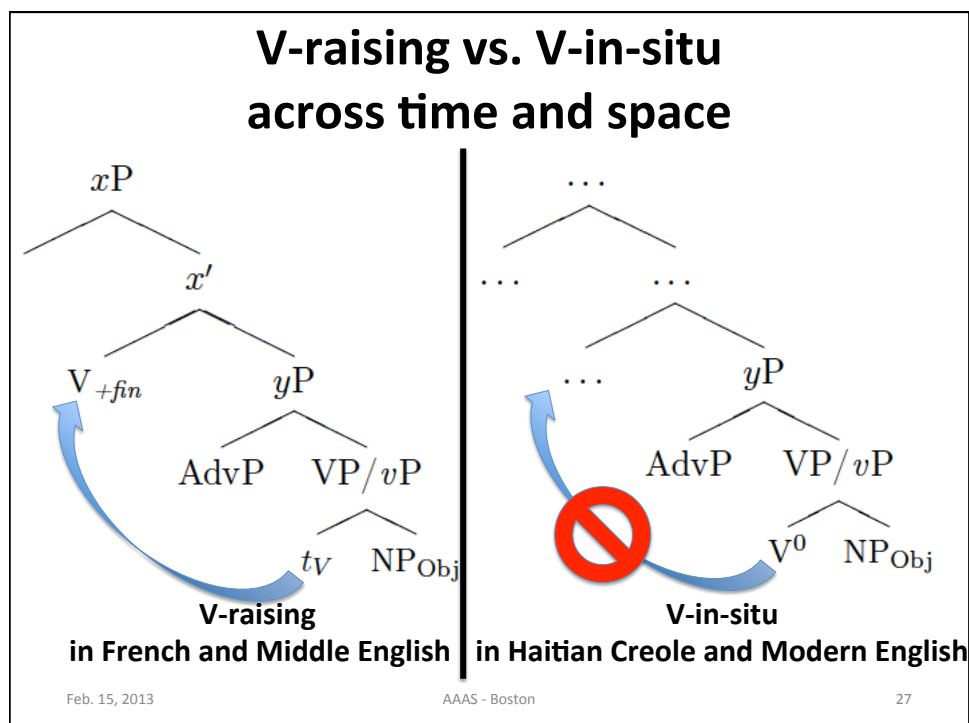 V-raising vs. V-in-situ
across time and space
xP
x′
V +fin
yP
AdvP VP/vP
tV NPObj
V-raising
in French and Middle English
...
... ...
... yP
AdvP VP/vP
V⁰ NPObj
V-in-situ
in Haitian Creole and Modern English
Feb. 15, 2013 AAAS - Boston 27